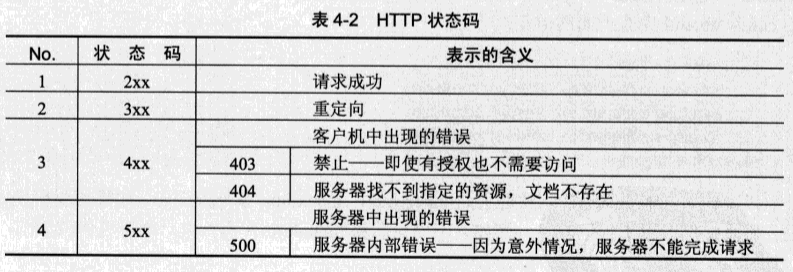 表 4-2 HTTP 状态码
No. 状态码 表示的含义
1 2xx 请求成功
2 3xx 重定向
客户机中出现的错误
3 4xx 403 禁止——即使有授权也不需要访问
404 服务器找不到指定的资源，文档不存在
服务器中出现的错误
4 5xx
500 服务器内部错误——因为意外情况，服务器不能完成请求